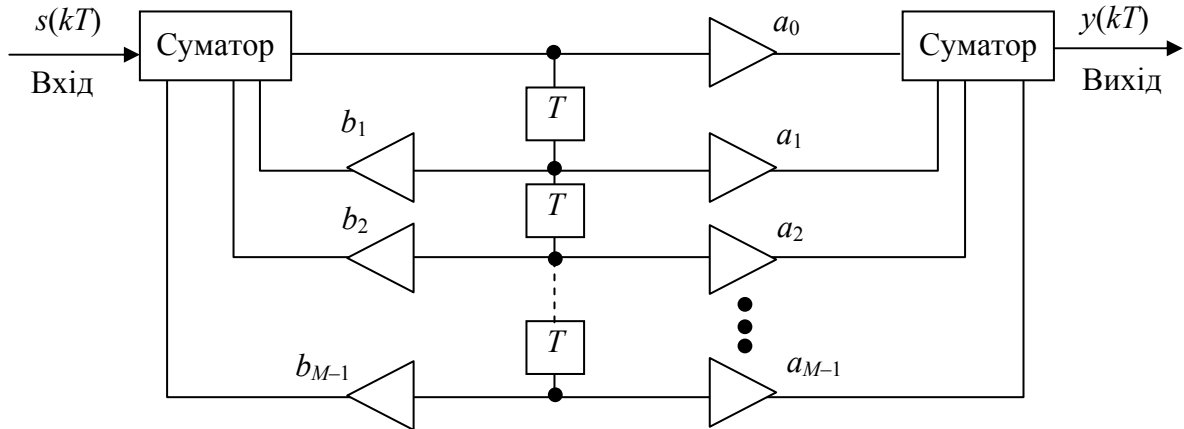 s(kT)
Вхід
Суматор
a0
Суматор
y(kT)
Вихід
T
b1
a1
T
b2
a2
T
bM–1
aM–1